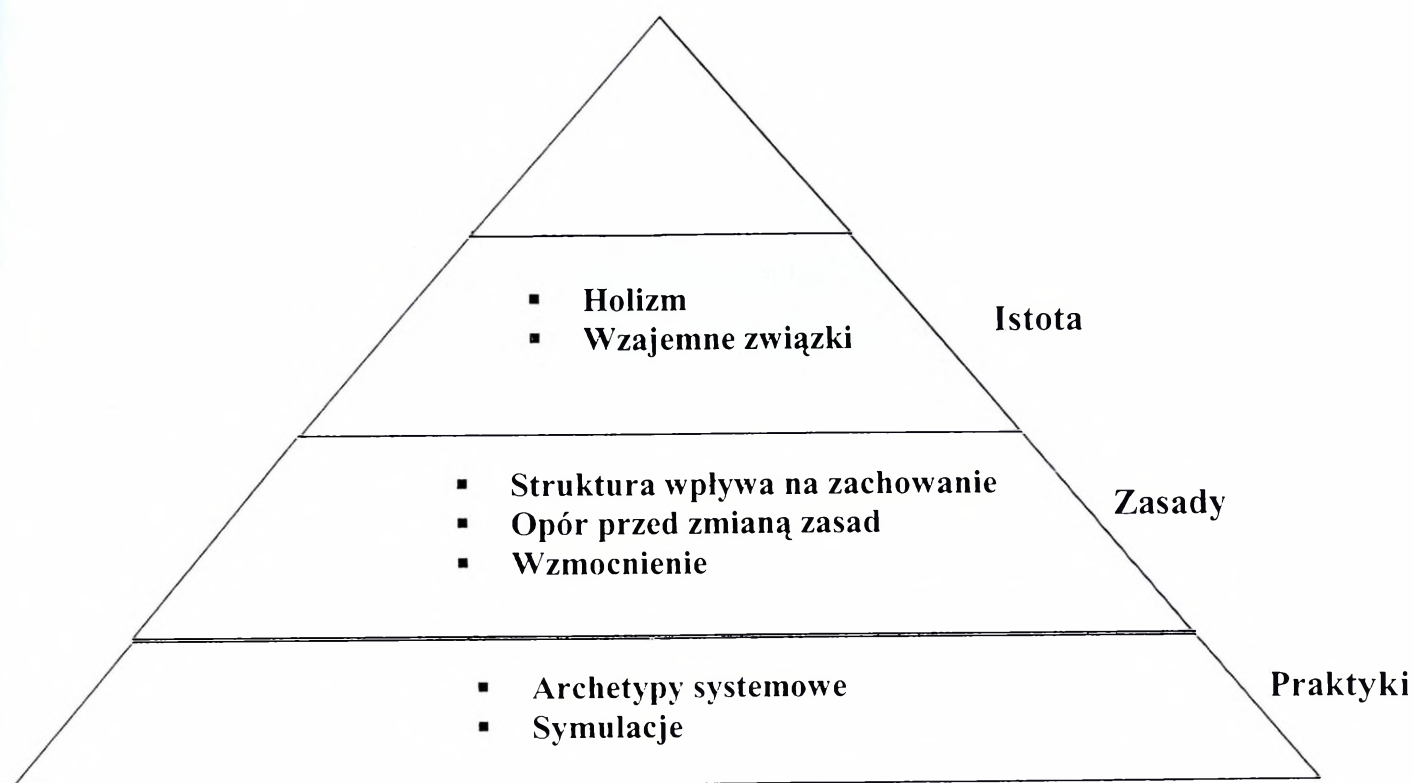 ▪ Holizm
▪ Wzajemne związki
Istota
▪ Struktura wpływa na zachowanie
▪ Opór przed zmianą zasad
▪ Wzmocnienie
Zasady
▪ Archetypy systemowe
▪ Symulacje
Praktyki